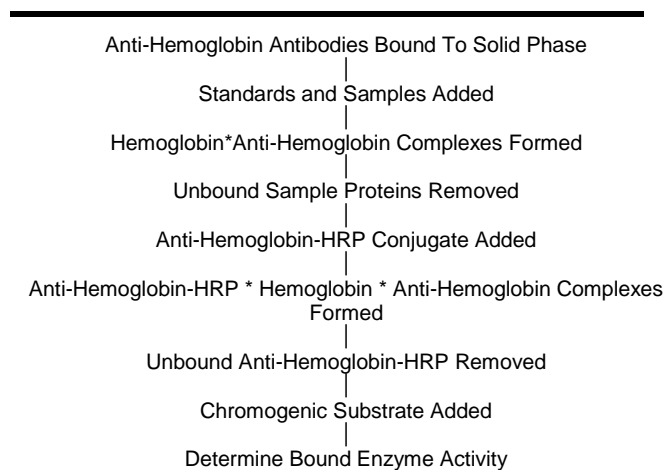 Anti-Hemoglobin Antibodies Bound To Solid Phase
Standards and Samples Added
Hemoglobin*Anti-Hemoglobin Complexes Formed
Unbound Sample Proteins Removed
Anti-Hemoglobin-HRP Conjugate Added
Anti-Hemoglobin-HRP * Hemoglobin * Anti-Hemoglobin Complexes
Formed
Unbound Anti-Hemoglobin-HRP Removed
Chromogenic Substrate Added
Determine Bound Enzyme Activity